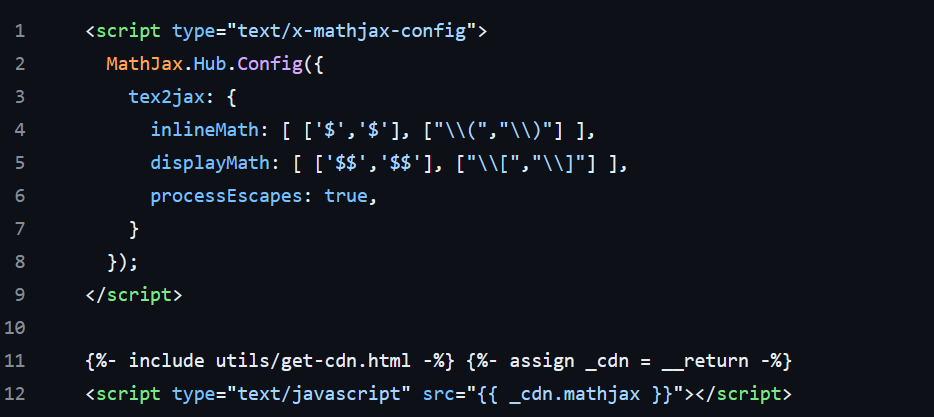 1 <script type="text/x-mathjax-config">
2 MathJax.Hub.Config({
3 tex2jax: {
4 inlineMath: [ ['$','$'], ["\\(","\\)"] ],
5 displayMath: [ ['$$','$$'], ["\\[","\\]"] ],
6 processEscapes: true,
7 }
8 });
9 </script>
10
11 {%- include utils/get-cdn.html -%} {%- assign _cdn = __return -%}
12 <script type="text/javascript" src="{{ _cdn.mathjax }}"></script>